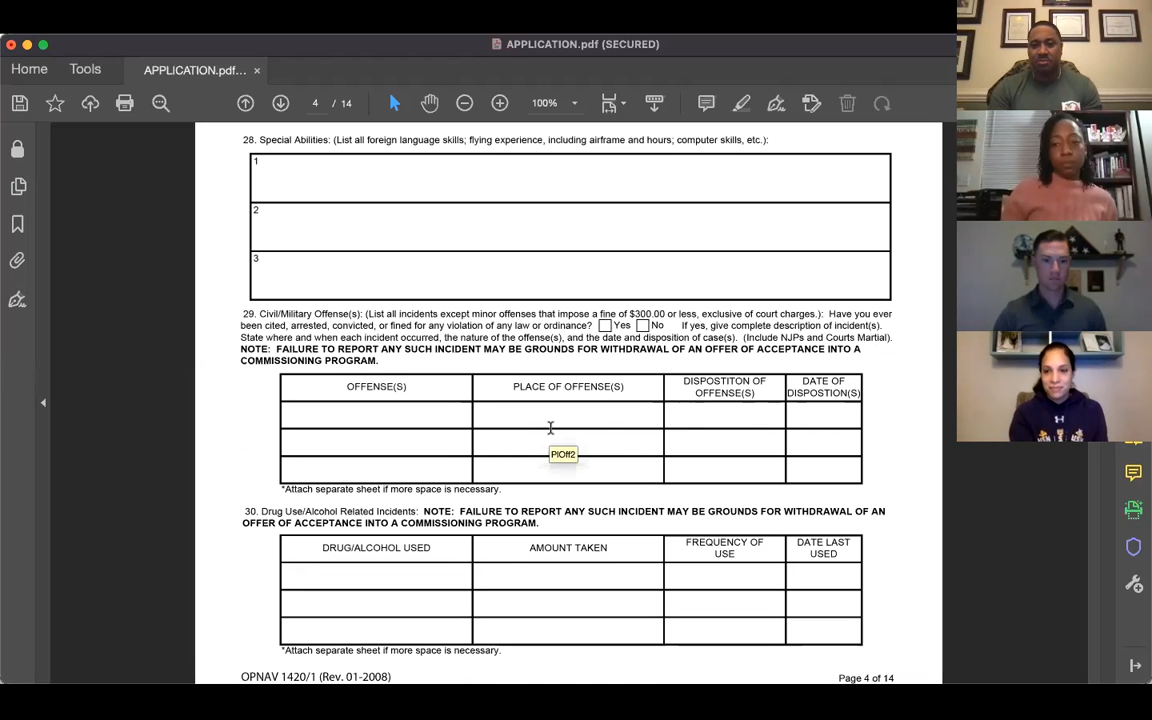 APPLICATION.pdf (SECURED)
Home Tools APPLICATION.pdf... ×
4 / 14 100%
28. Special Abilities: (List all foreign language skills; flying experience, including airframe and hours; computer skills, etc.):
1
2
3
29. Civil/Military Offense(s): (List all incidents except minor offenses that impose a fine of $300.00 or less, exclusive of court charges.): Have you ever
been cited, arrested, convicted, or fined for any violation of any law or ordinance? Yes No If yes, give complete description of incident(s).
State where and when each incident occurred, the nature of the offense(s), and the date and disposition of case(s). (Include NJPs and Courts Martial).
NOTE: FAILURE TO REPORT ANY SUCH INCIDENT MAY BE GROUNDS FOR WITHDRAWAL OF AN OFFER OF ACCEPTANCE INTO A
COMMISSIONING PROGRAM.
OFFENSE(S) PLACE OF OFFENSE(S) DISPOSTITON OF OFFENSE(S) DATE OF DISPOSTION(S)
PlOff2
*Attach separate sheet if more space is necessary.
30. Drug Use/Alcohol Related Incidents: NOTE: FAILURE TO REPORT ANY SUCH INCIDENT MAY BE GROUNDS FOR WITHDRAWAL OF AN
OFFER OF ACCEPTANCE INTO A COMMISSIONING PROGRAM.
DRUG/ALCOHOL USED AMOUNT TAKEN FREQUENCY OF USE DATE LAST USED
*Attach separate sheet if more space is necessary.
OPNAV 1420/1 (Rev. 01-2008) Page 4 of 14